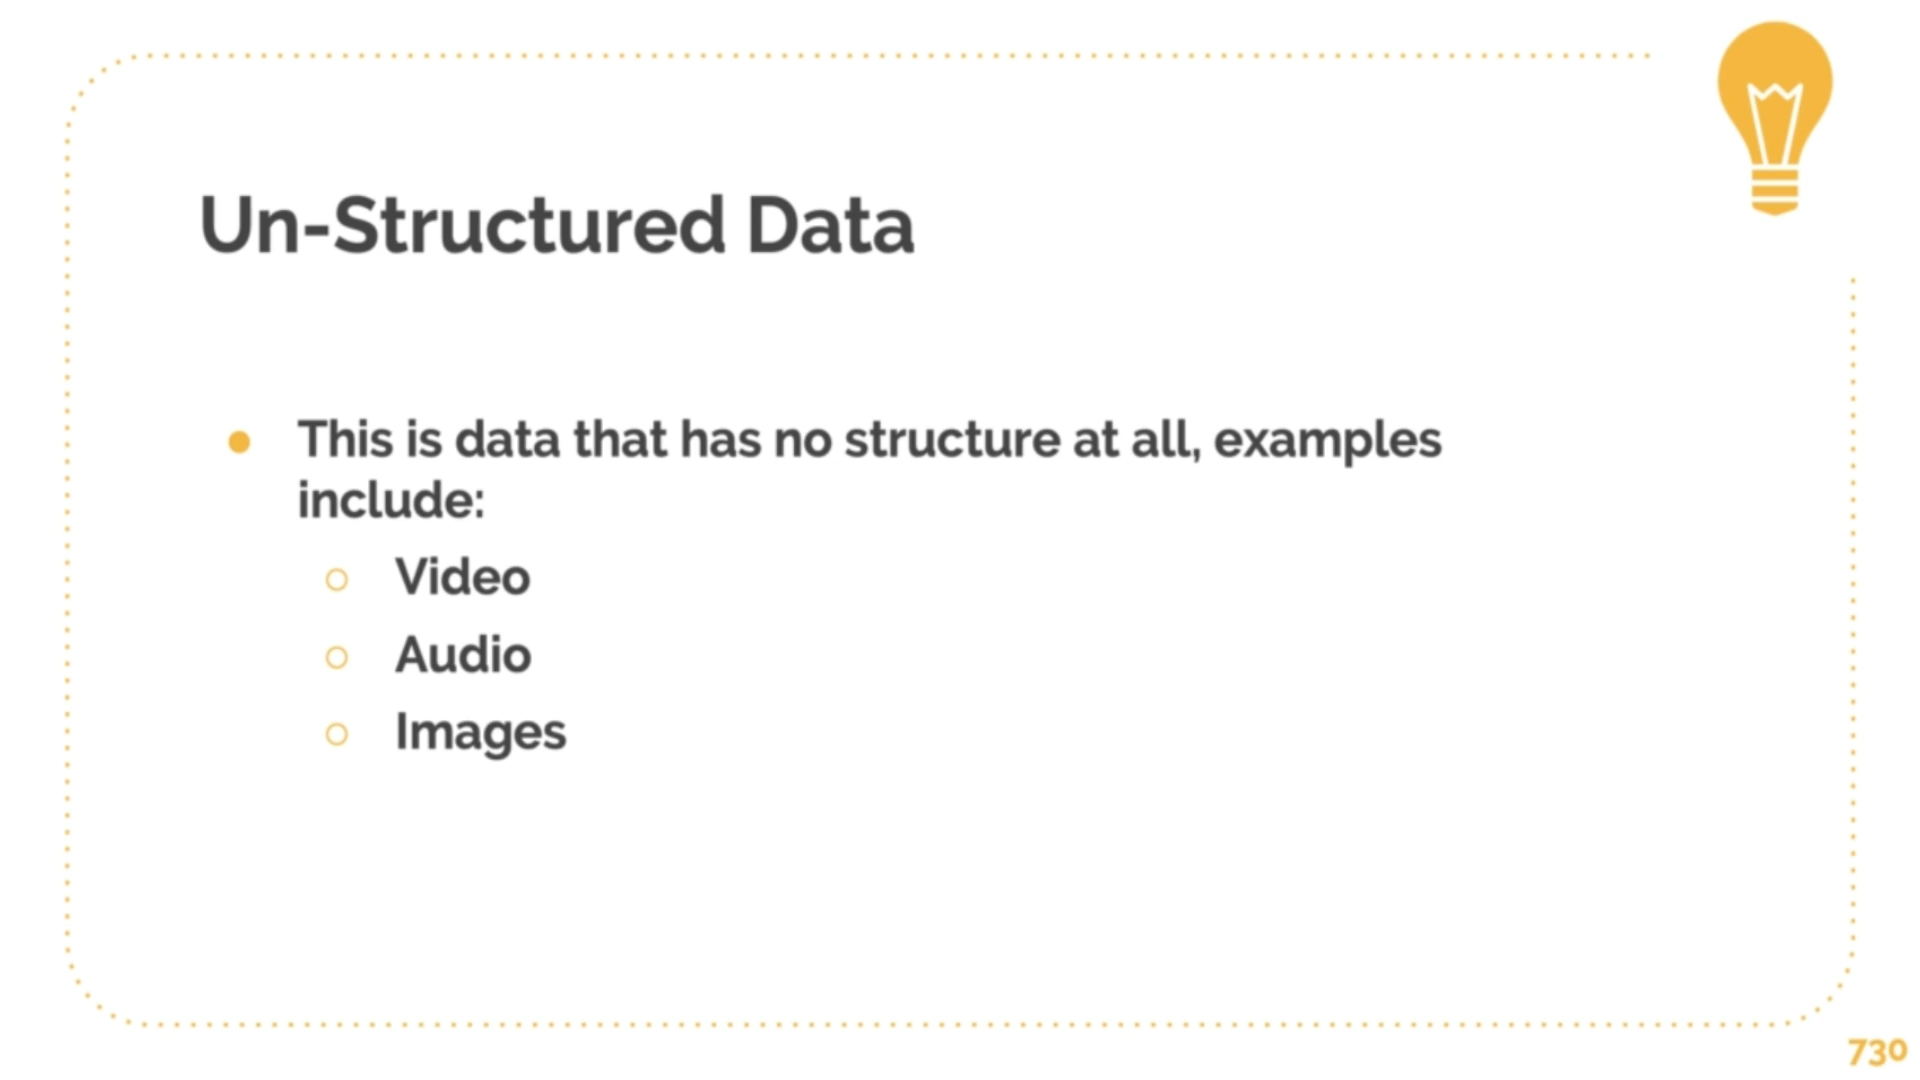 Un-Structured Data
This is data that has no structure at all, examples
include:
Video
Audio
Images
730